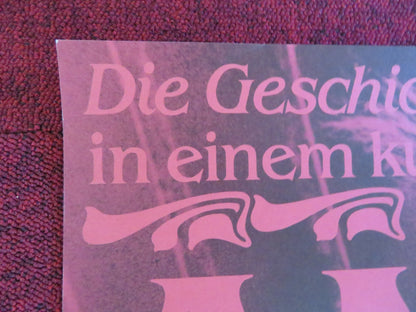 Die Geschic
in einem ku